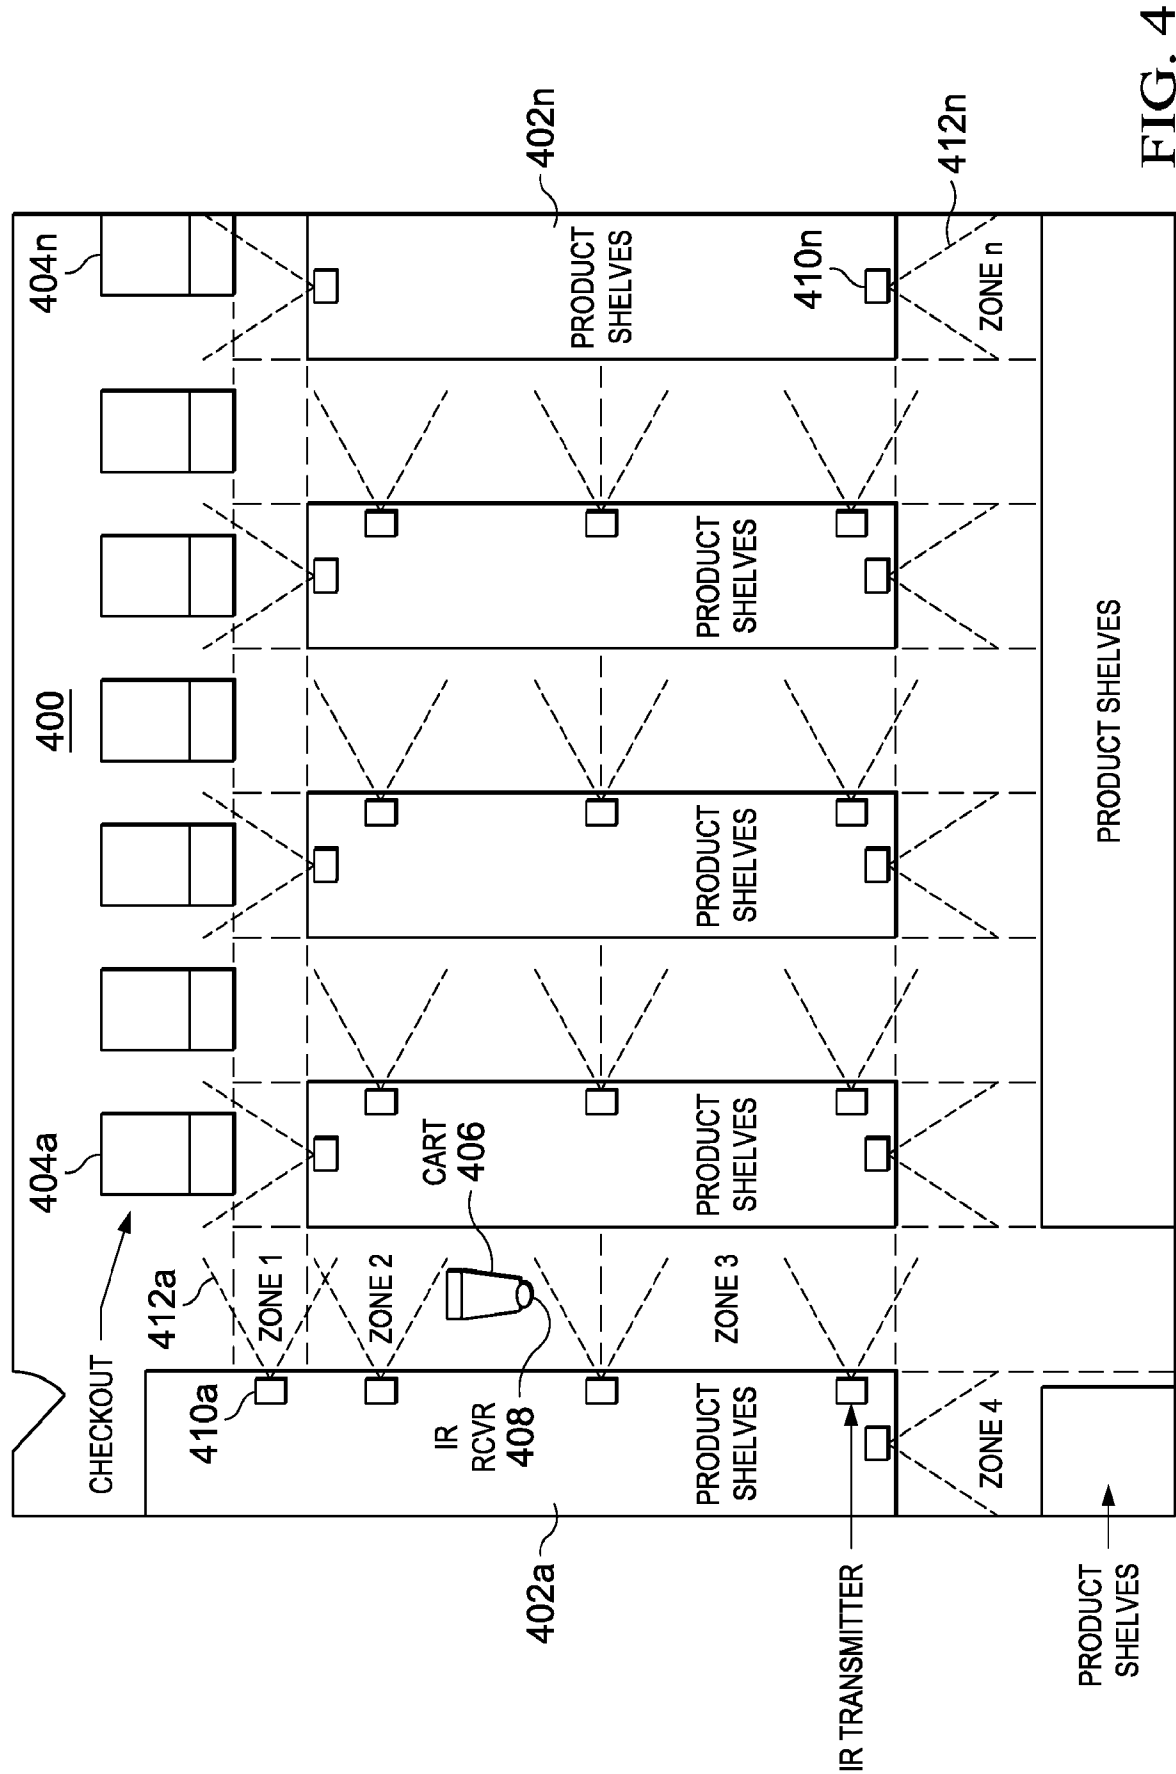 400
CHECKOUT
404a
404n
412a
410a
ZONE 1
ZONE 2
IR
RCVR
408
CART
406
402a
402n
PRODUCT
SHELVES
PRODUCT
SHELVES
PRODUCT
SHELVES
PRODUCT
SHELVES
PRODUCT
SHELVES
ZONE 3
410n
IR TRANSMITTER
ZONE 4
ZONE n
412n
PRODUCT
SHELVES
PRODUCT SHELVES
FIG. 4